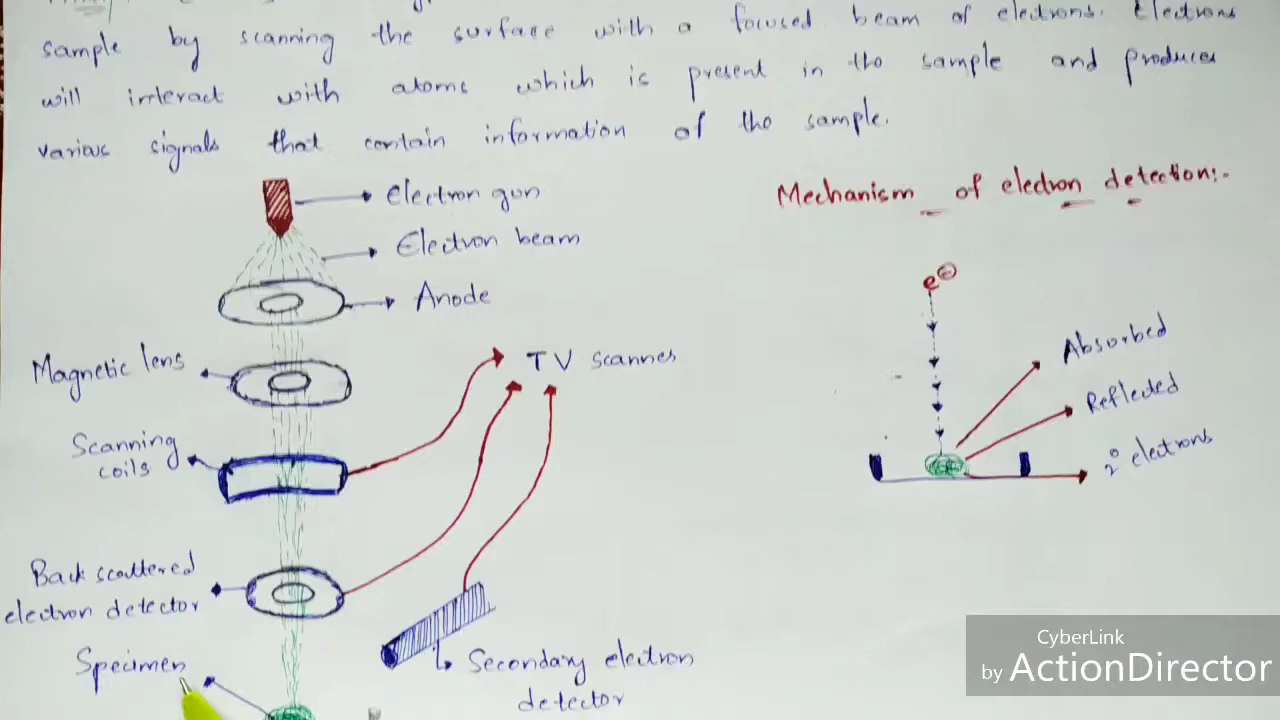 sample by scanning the surface with a focused beam of electrons. Electrons
will interact with atoms which is present in the sample and produces
various signals that contain information of the sample.
Electron gun
Electron beam
Anode
Magnetic lens
TV scanner
Scanning
coils
Back scattered
electron detector
Specimen
Secondary electron
detector
Mechanism of electron detection:-
e⊖
Absorbed
Reflected
2° electrons
CyberLink
by ActionDirector